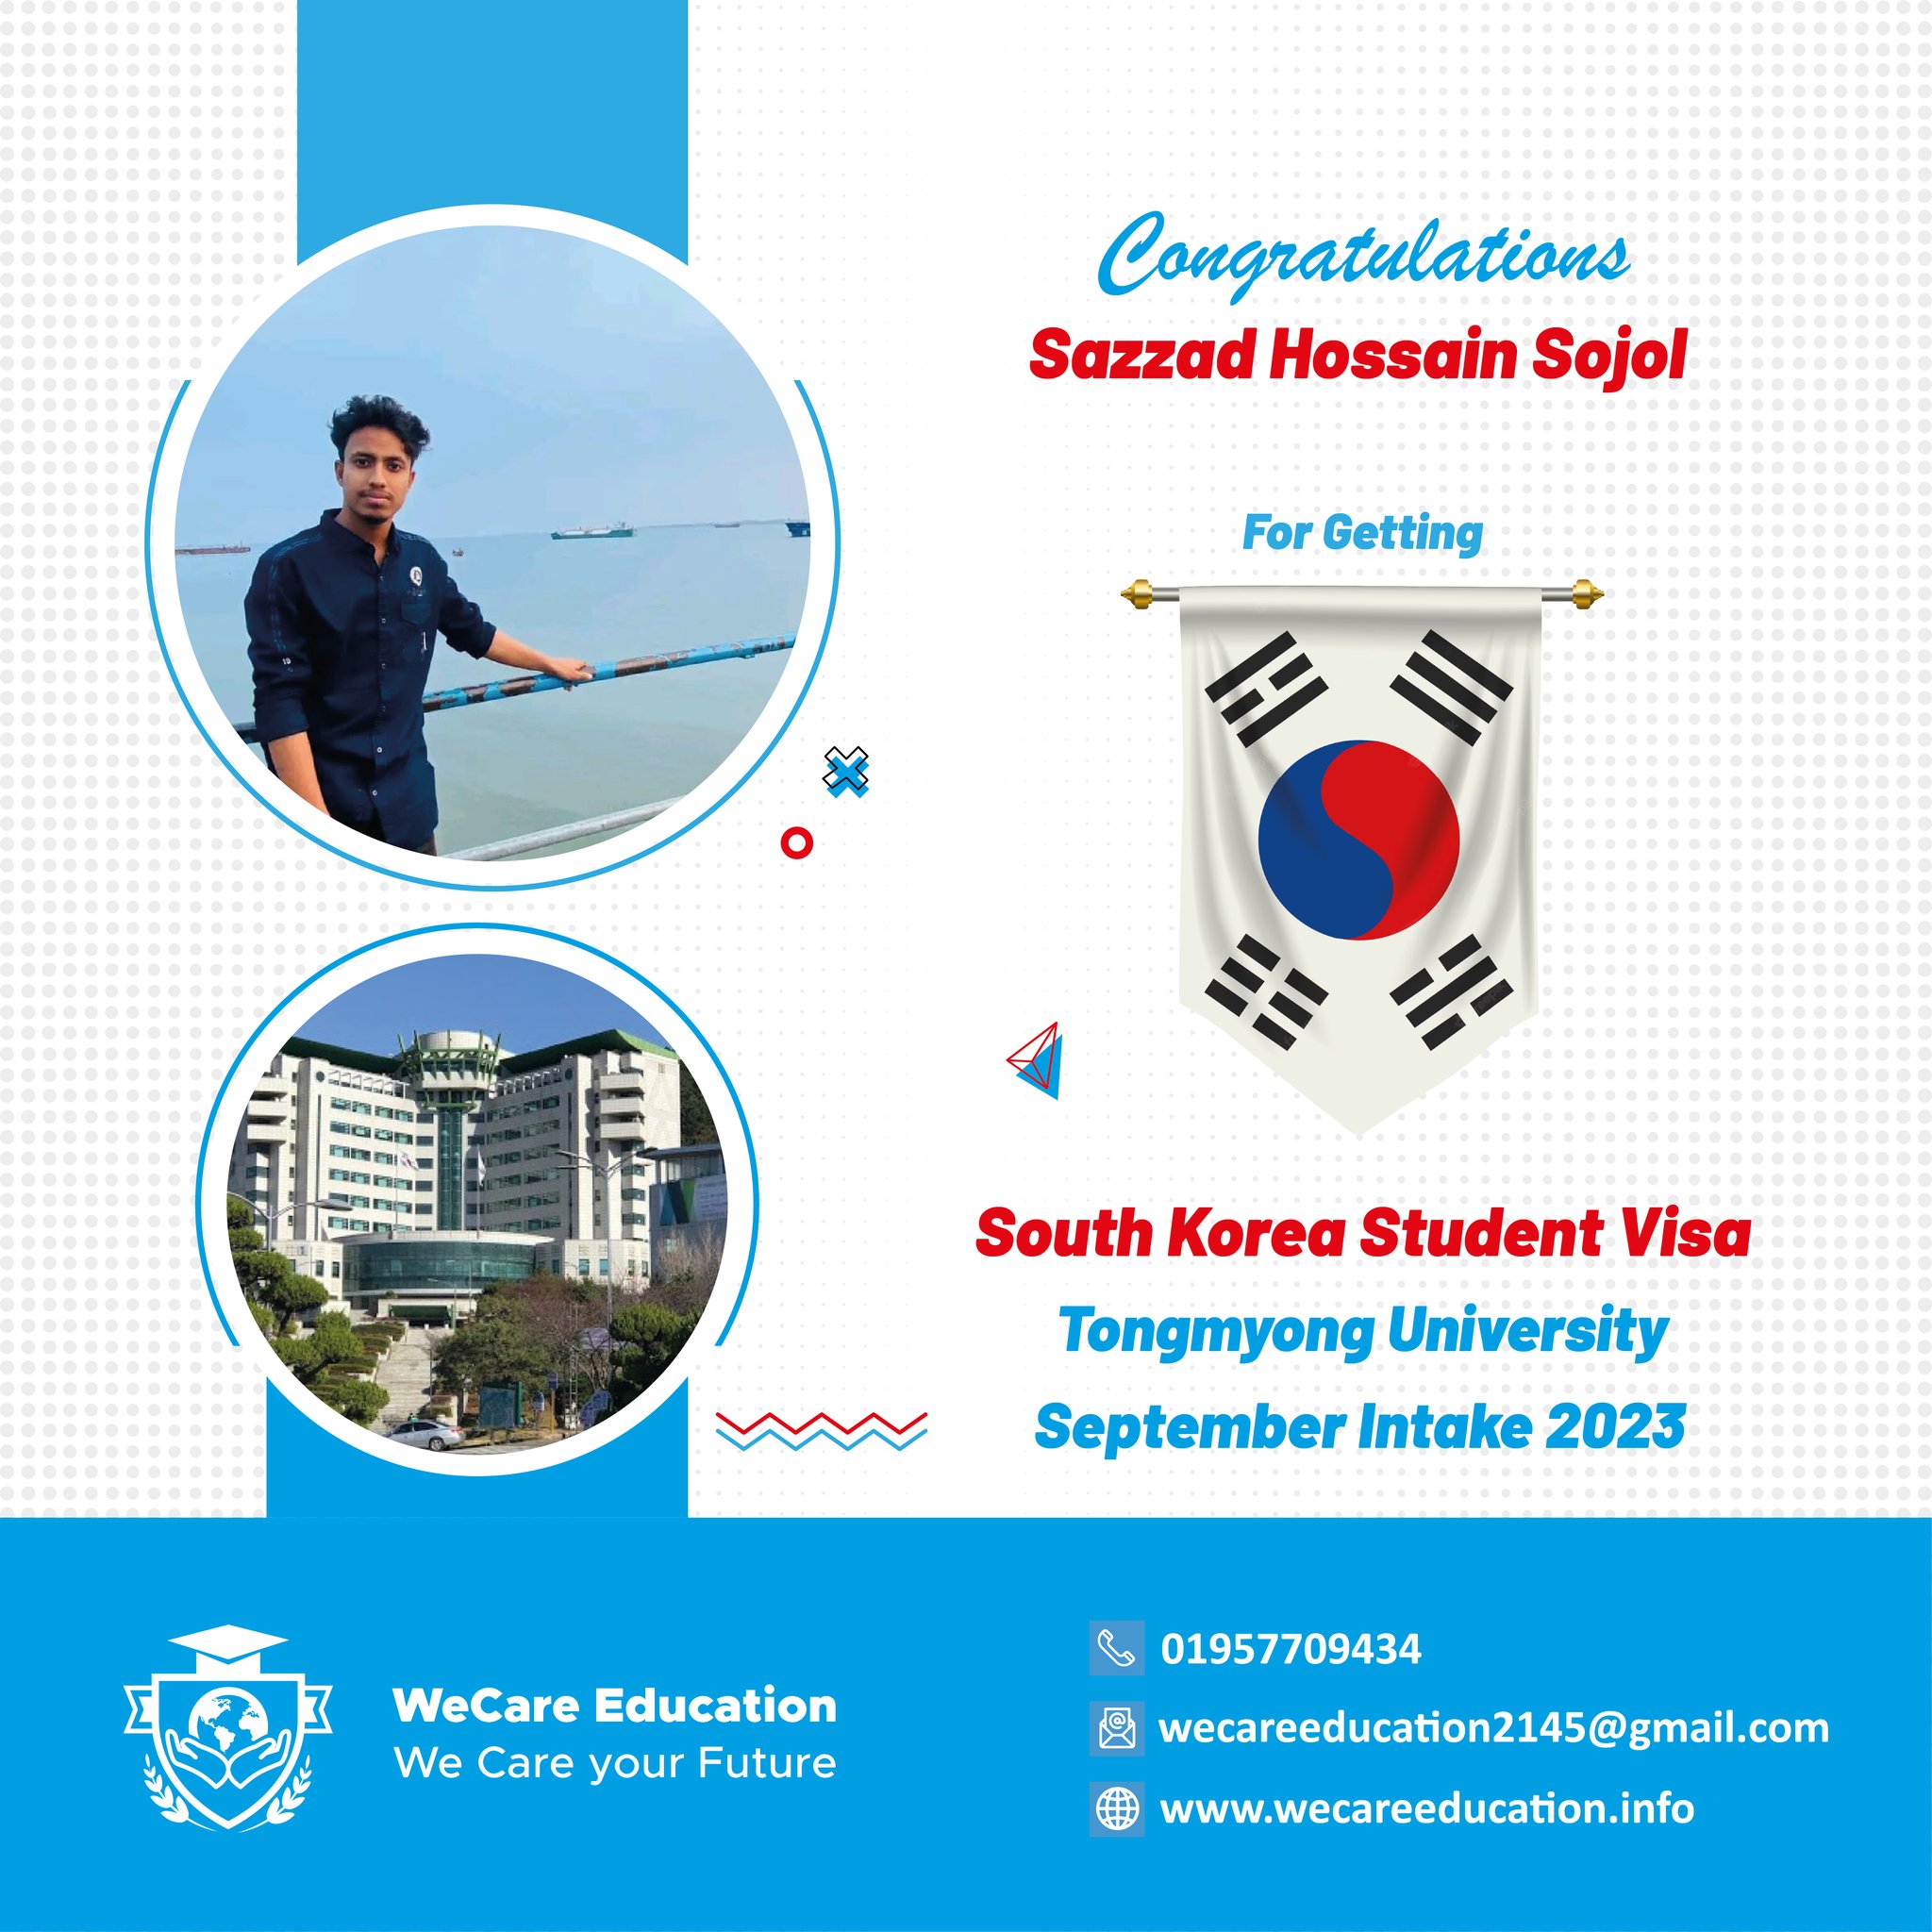 Congratulations
Sazzad Hossain Sojol
For Getting
South Korea Student Visa
Tongmyong University
September Intake 2023
WeCare Education
We Care your Future
01957709434
wecareeducation2145@gmail.com
www.wecareeducation.info